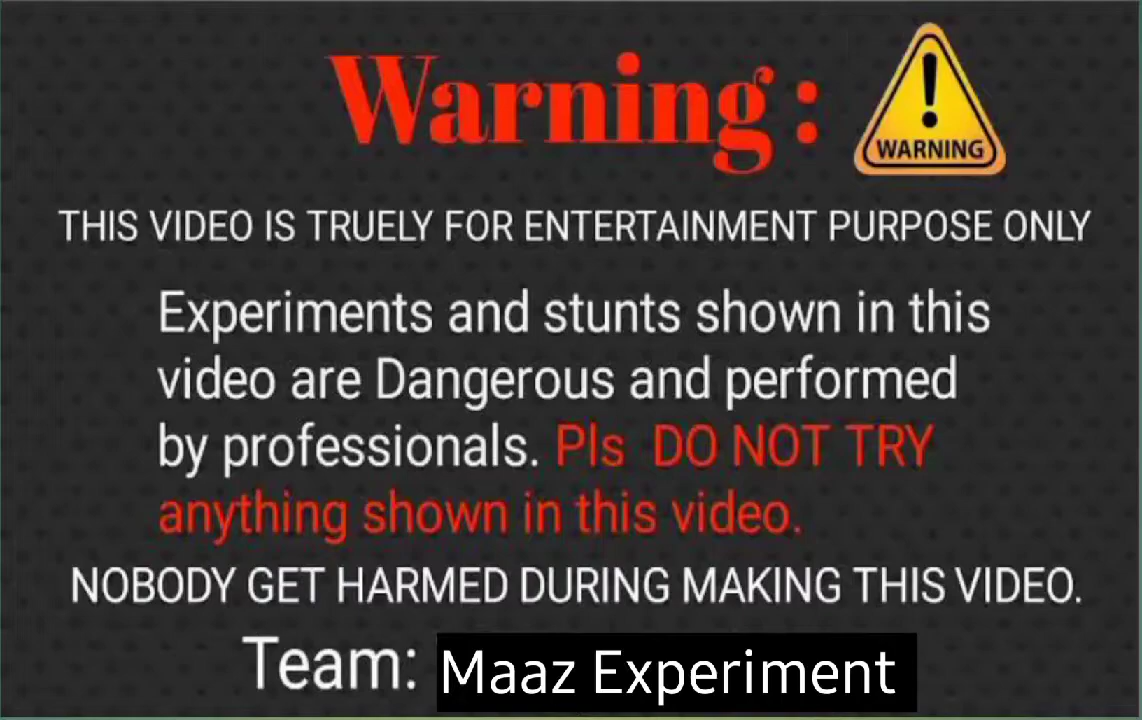 Warning :
WARNING
THIS VIDEO IS TRUELY FOR ENTERTAINMENT PURPOSE ONLY
Experiments and stunts shown in this
video are Dangerous and performed
by professionals. Pls DO NOT TRY
anything shown in this video.
NOBODY GET HARMED DURING MAKING THIS VIDEO.
Team: Maaz Experiment